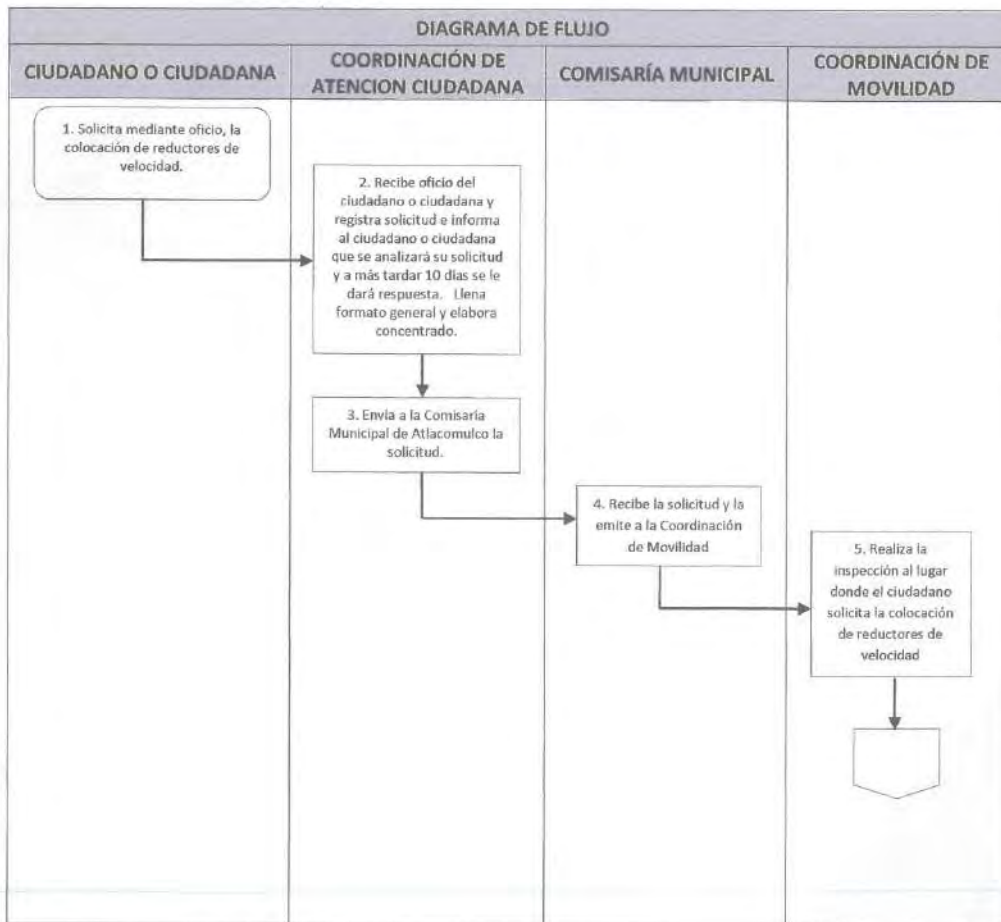 DIAGRAMA DE FLUJO
CIUDADANO O CIUDADANA
COORDINACIÓN DE
ATENCION CIUDADANA
COMISARÍA MUNICIPAL
COORDINACIÓN DE
MOVILIDAD
1. Solicita mediante oficio, la
colocación de reductores de
velocidad.
2. Recibe oficio del
ciudadano o ciudadana y
registra solicitud e informa
al ciudadano o ciudadana
que se analizará su solicitud
y a más tardar 10 días se le
dará respuesta. Llena
formato general y elabora
concentrado.
3. Envía a la Comisaría
Municipal de Atlacomulco la
solicitud.
4. Recibe la solicitud y la
emite a la Coordinación
de Movilidad
5. Realiza la
inspección al lugar
donde el ciudadano
solicita la colocación
de reductores de
velocidad